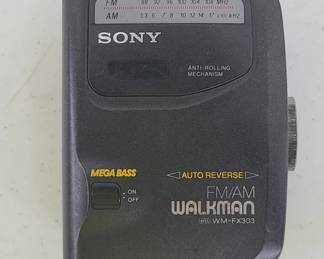 FM 88 92 96 100 104 108 MHz
AM 5.3 6 7 8 10 12 14 17 x100 kHz
SONY
ANTI-ROLLING
MECHANISM
MEGA BASS
ON
OFF
AUTO REVERSE
FM/AM
WALKMAN
WM-FX303